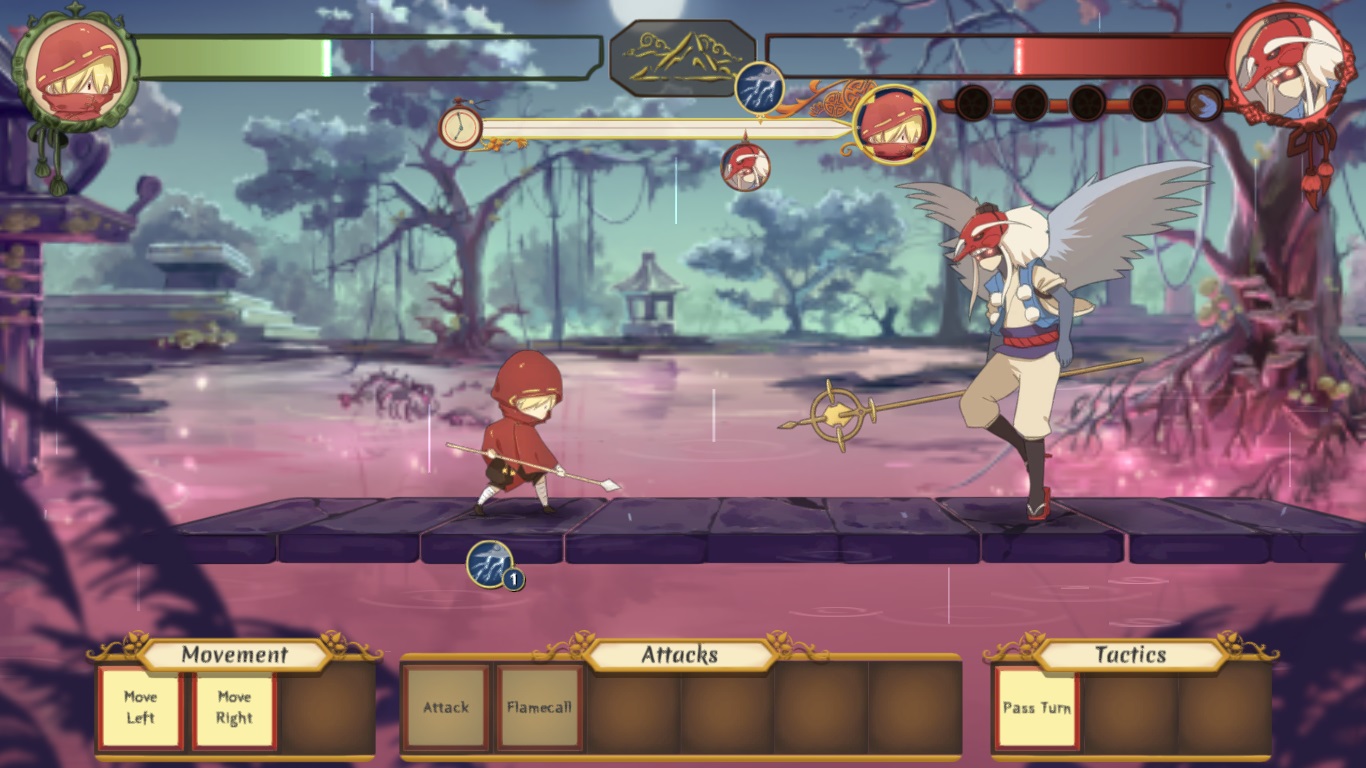 1
Movement
Attacks
Tactics
Move
Left
Move
Right
Attack
Flamecall
Pass Turn